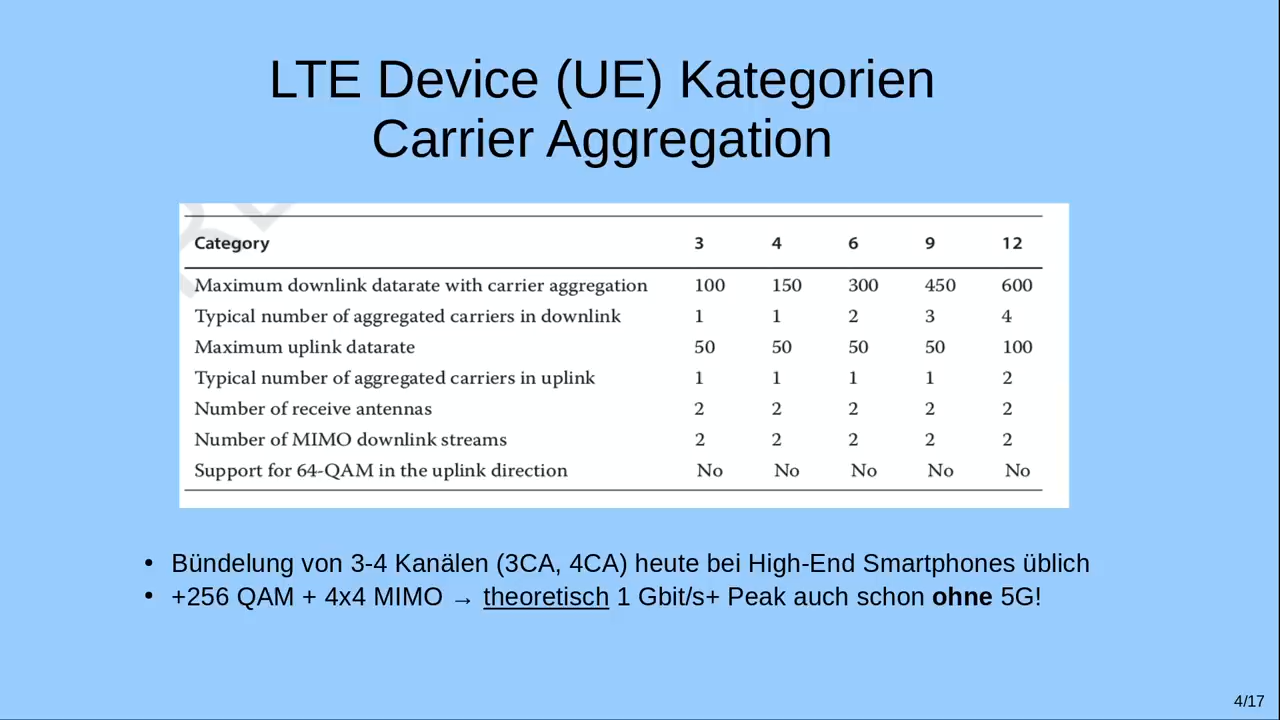 LTE Device (UE) Kategorien
Carrier Aggregation
Category 3 4 6 9 12
Maximum downlink datarate with carrier aggregation 100 150 300 450 600
Typical number of aggregated carriers in downlink 1 1 2 3 4
Maximum uplink datarate 50 50 50 50 100
Typical number of aggregated carriers in uplink 1 1 1 1 2
Number of receive antennas 2 2 2 2 2
Number of MIMO downlink streams 2 2 2 2 2
Support for 64-QAM in the uplink direction No No No No No
• Bündelung von 3-4 Kanälen (3CA, 4CA) heute bei High-End Smartphones üblich
• +256 QAM + 4x4 MIMO → theoretisch 1 Gbit/s+ Peak auch schon ohne 5G!
4/17